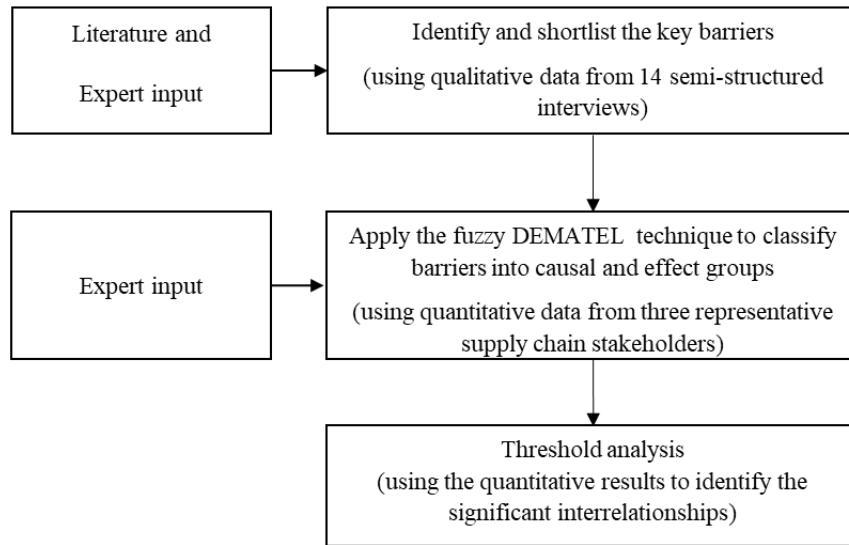 Literature and
Expert input
Identify and shortlist the key barriers
(using qualitative data from 14 semi-structured
interviews)
Expert input
Apply the fuzzy DEMATEL technique to classify
barriers into causal and effect groups
(using quantitative data from three representative
supply chain stakeholders)
Threshold analysis
(using the quantitative results to identify the
significant interrelationships)